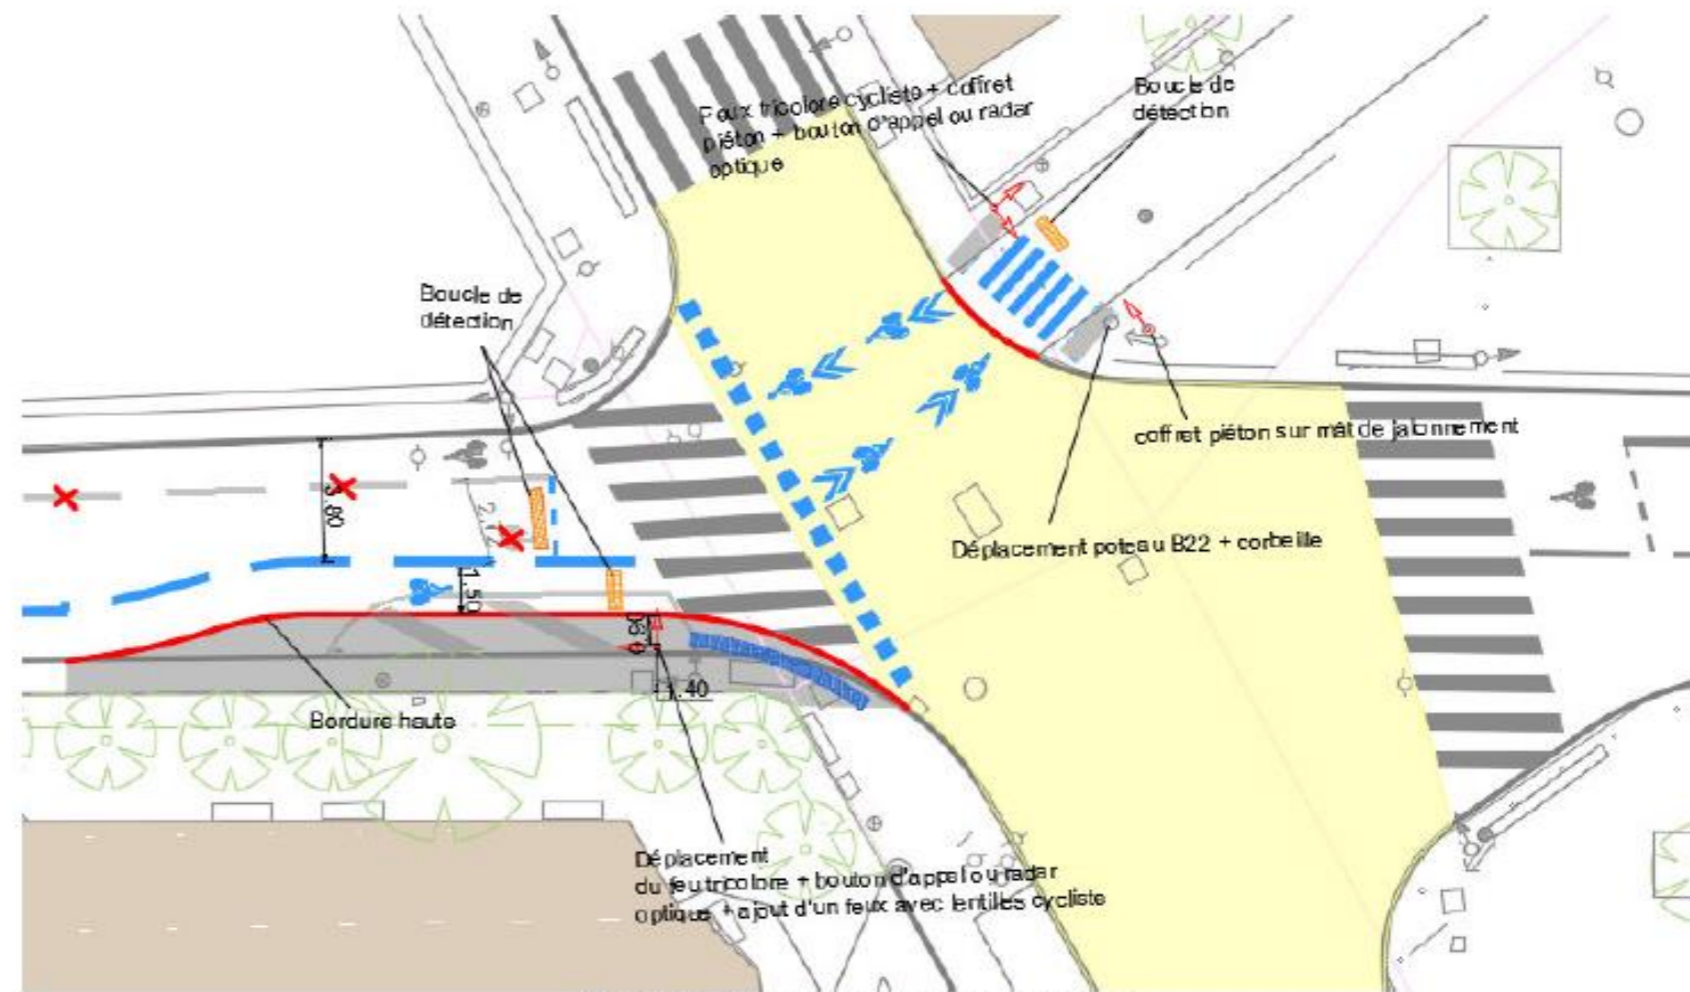 Feux tricolore cycliste + coffret
piéton + bouton d'appel ou radar
optique
Boucle de
détection
Boucle de
détection
coffret piéton sur mât de jalonnement
3.80
Déplacement poteau B22 + corbeille
1.50
1.40
Bordure haute
Déplacement
du feu tricolore + bouton d'appel ou radar
optique + ajout d'un feux avec lentilles cycliste